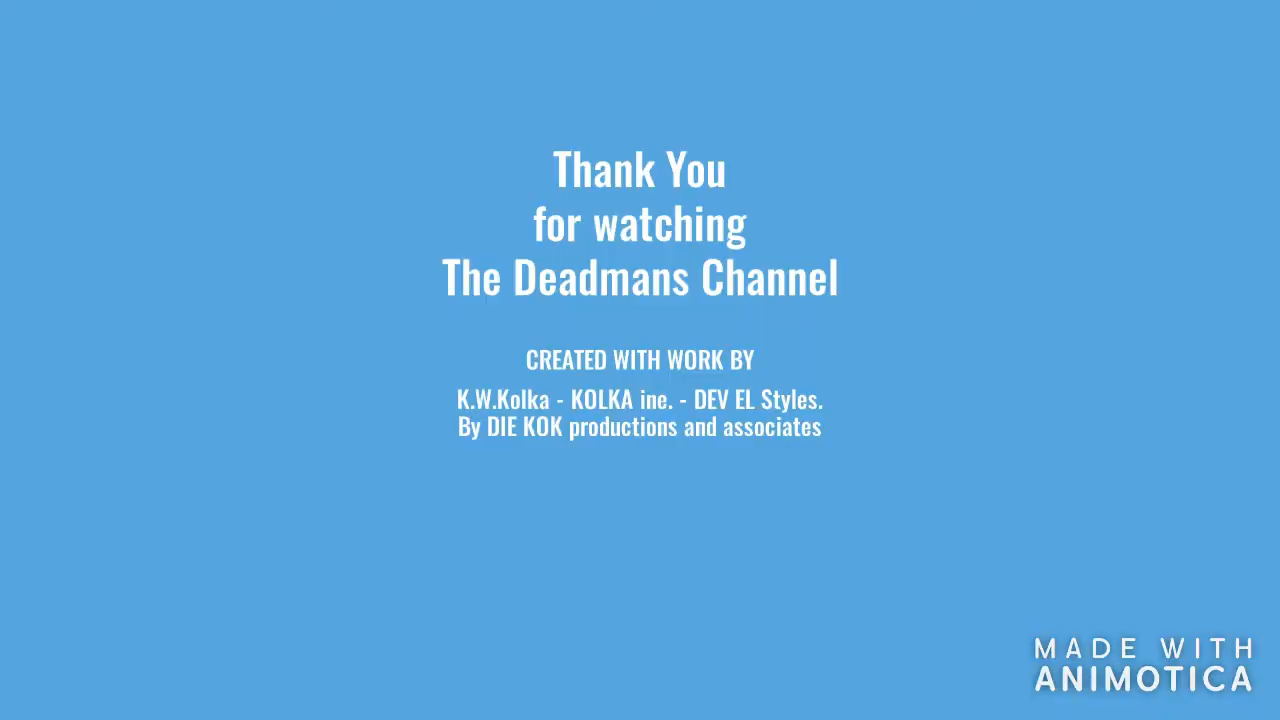 Thank You
for watching
The Deadmans Channel
CREATED WITH WORK BY
K.W.Kolka - KOLKA ine. - DEV EL Styles.
By DIE KOK productions and associates
MADE WITH
ANIMOTICA